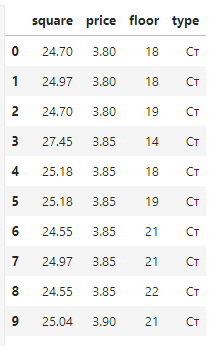 square price floor type
0 24.70 3.80 18 Ст
1 24.97 3.80 18 Ст
2 24.70 3.80 19 Ст
3 27.45 3.85 14 Ст
4 25.18 3.85 18 Ст
5 25.18 3.85 19 Ст
6 24.55 3.85 21 Ст
7 24.97 3.85 21 Ст
8 24.55 3.85 22 Ст
9 25.04 3.90 21 Ст